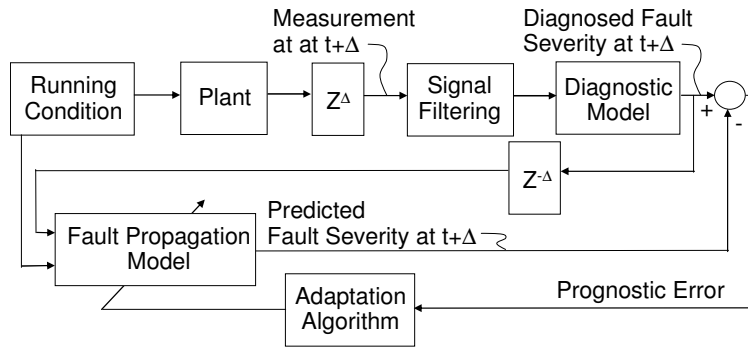 Measurement
at at t+Δ
Diagnosed Fault
Severity at t+Δ
Running
Condition
Plant
Z^Δ
Signal
Filtering
Diagnostic
Model
+
-
Z^-Δ
Fault Propagation
Model
Predicted
Fault Severity at t+Δ
Adaptation
Algorithm
Prognostic Error